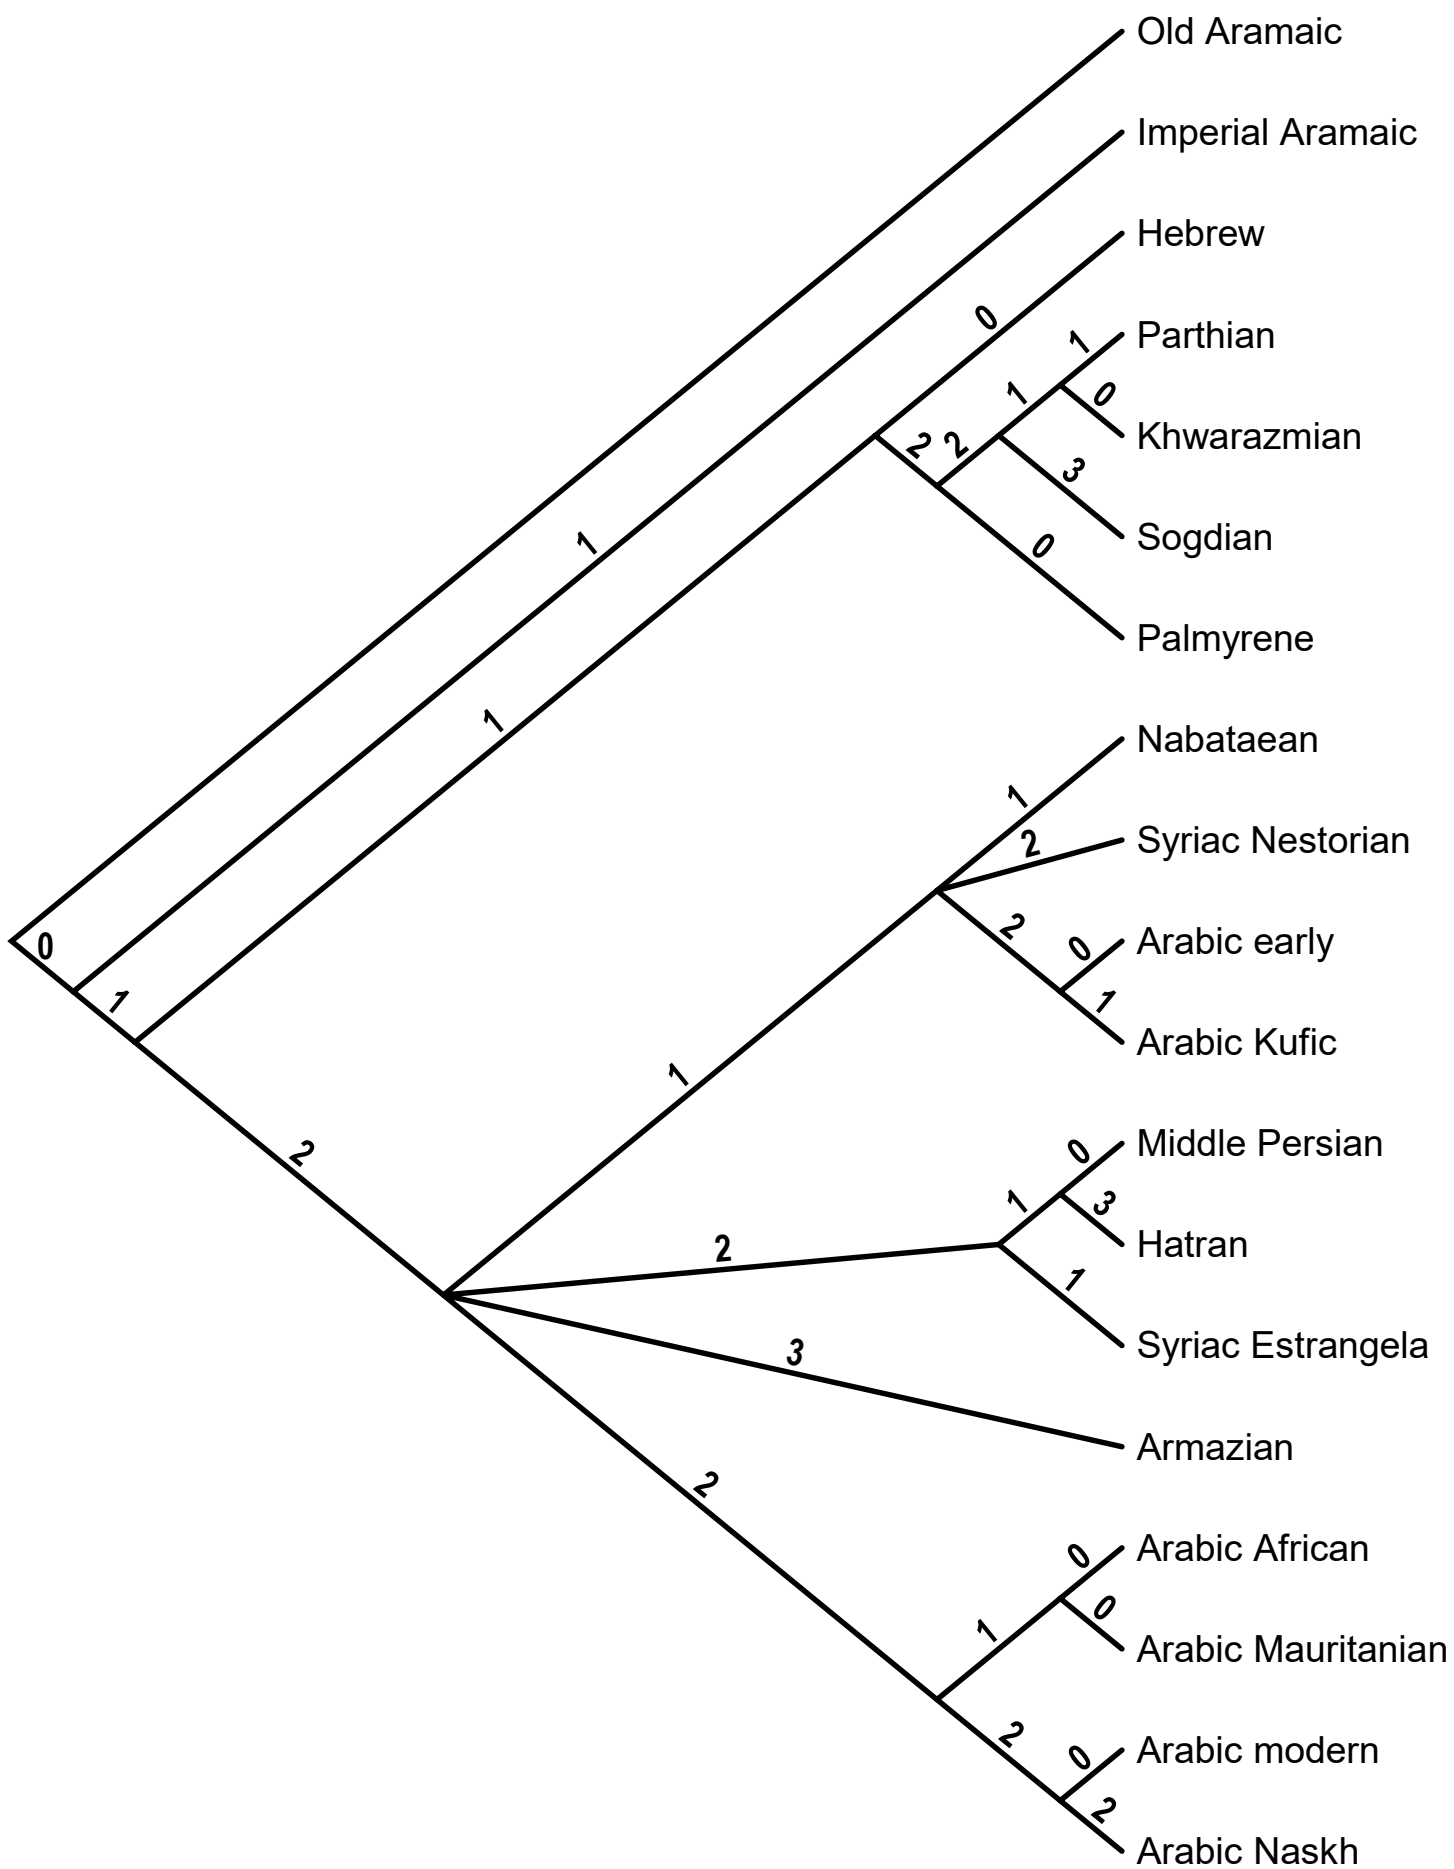 Old Aramaic
Imperial Aramaic
Hebrew
0
Parthian
1
1
0
Khwarazmian
2
2
3
Sogdian
1
0
Palmyrene
1
Nabataean
1
2
Syriac Nestorian
2
0
Arabic early
0
1
1
Arabic Kufic
1
2
0
Middle Persian
1
3
2
Hatran
1
Syriac Estrangela
3
Armazian
2
0
Arabic African
0
1
Arabic Mauritanian
2
0
Arabic modern
2
Arabic Naskh